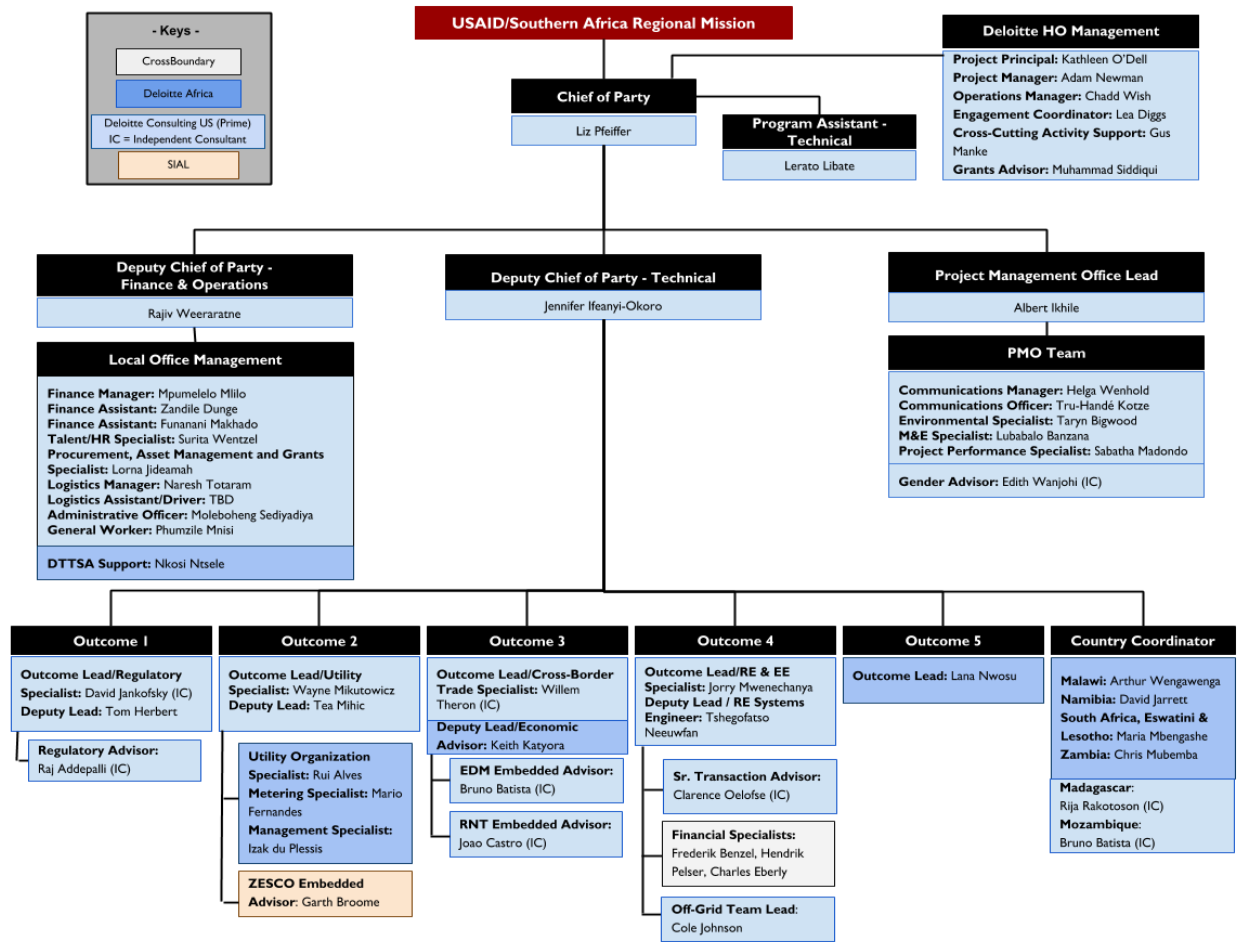 USAID/Southern Africa Regional Mission
- Keys -
CrossBoundary
Deloitte Africa
Deloitte Consulting US (Prime)
IC = Independent Consultant
SIAL
Deloitte HO Management
Project Principal: Kathleen O'Dell
Project Manager: Adam Newman
Operations Manager: Chadd Wish
Engagement Coordinator: Lea Diggs
Cross-Cutting Activity Support: Gus
Manke
Grants Advisor: Muhammad Siddiqui
Chief of Party
Liz Pfeiffer
Program Assistant -
Technical
Lerato Libate
Deputy Chief of Party -
Finance & Operations
Rajiv Weeraratne
Deputy Chief of Party - Technical
Jennifer Ifeanyi-Okoro
Project Management Office Lead
Albert Ikhile
Local Office Management
Finance Manager: Mpumelelo Mlilo
Finance Assistant: Zandile Dunge
Finance Assistant: Funanani Makhado
Talent/HR Specialist: Surita Wentzel
Procurement, Asset Management and Grants
Specialist: Lorna Jideamah
Logistics Manager: Naresh Totaram
Logistics Assistant/Driver: TBD
Administrative Officer: Moleboheng Sediyadiya
General Worker: Phumzile Mnisi
DTTSA Support: Nkosi Ntsele
PMO Team
Communications Manager: Helga Wenhold
Communications Officer: Tru-Handé Kotze
Environmental Specialist: Taryn Bigwood
M&E Specialist: Lubabalo Banzana
Project Performance Specialist: Sabatha Madondo
Gender Advisor: Edith Wanjohi (IC)
Outcome 1
Outcome Lead/Regulatory
Specialist: David Jankofsky (IC)
Deputy Lead: Tom Herbert
Regulatory Advisor:
Raj Addepalli (IC)
Outcome 2
Outcome Lead/Utility
Specialist: Wayne Mikutowicz
Deputy Lead: Tea Mihic
Utility Organization
Specialist: Rui Alves
Metering Specialist: Mario
Fernandes
Management Specialist:
Izak du Plessis
ZESCO Embedded
Advisor: Garth Broome
Outcome 3
Outcome Lead/Cross-Border
Trade Specialist: Willem
Theron (IC)
Deputy Lead/Economic
Advisor: Keith Katyora
EDM Embedded Advisor:
Bruno Batista (IC)
RNT Embedded Advisor:
Joao Castro (IC)
Outcome 4
Outcome Lead/RE & EE
Specialist: Jorry Mwenechanya
Deputy Lead / RE Systems
Engineer: Tshegofatso
Neeuwfan
Sr. Transaction Advisor:
Clarence Oelofse (IC)
Financial Specialists:
Frederik Benzel, Hendrik
Pelser, Charles Eberly
Off-Grid Team Lead:
Cole Johnson
Outcome 5
Outcome Lead: Lana Nwosu
Country Coordinator
Malawi: Arthur Wengawenga
Namibia: David Jarrett
South Africa, Eswatini &
Lesotho: Maria Mbengashe
Zambia: Chris Mubemba
Madagascar:
Rija Rakotoson (IC)
Mozambique:
Bruno Batista (IC)